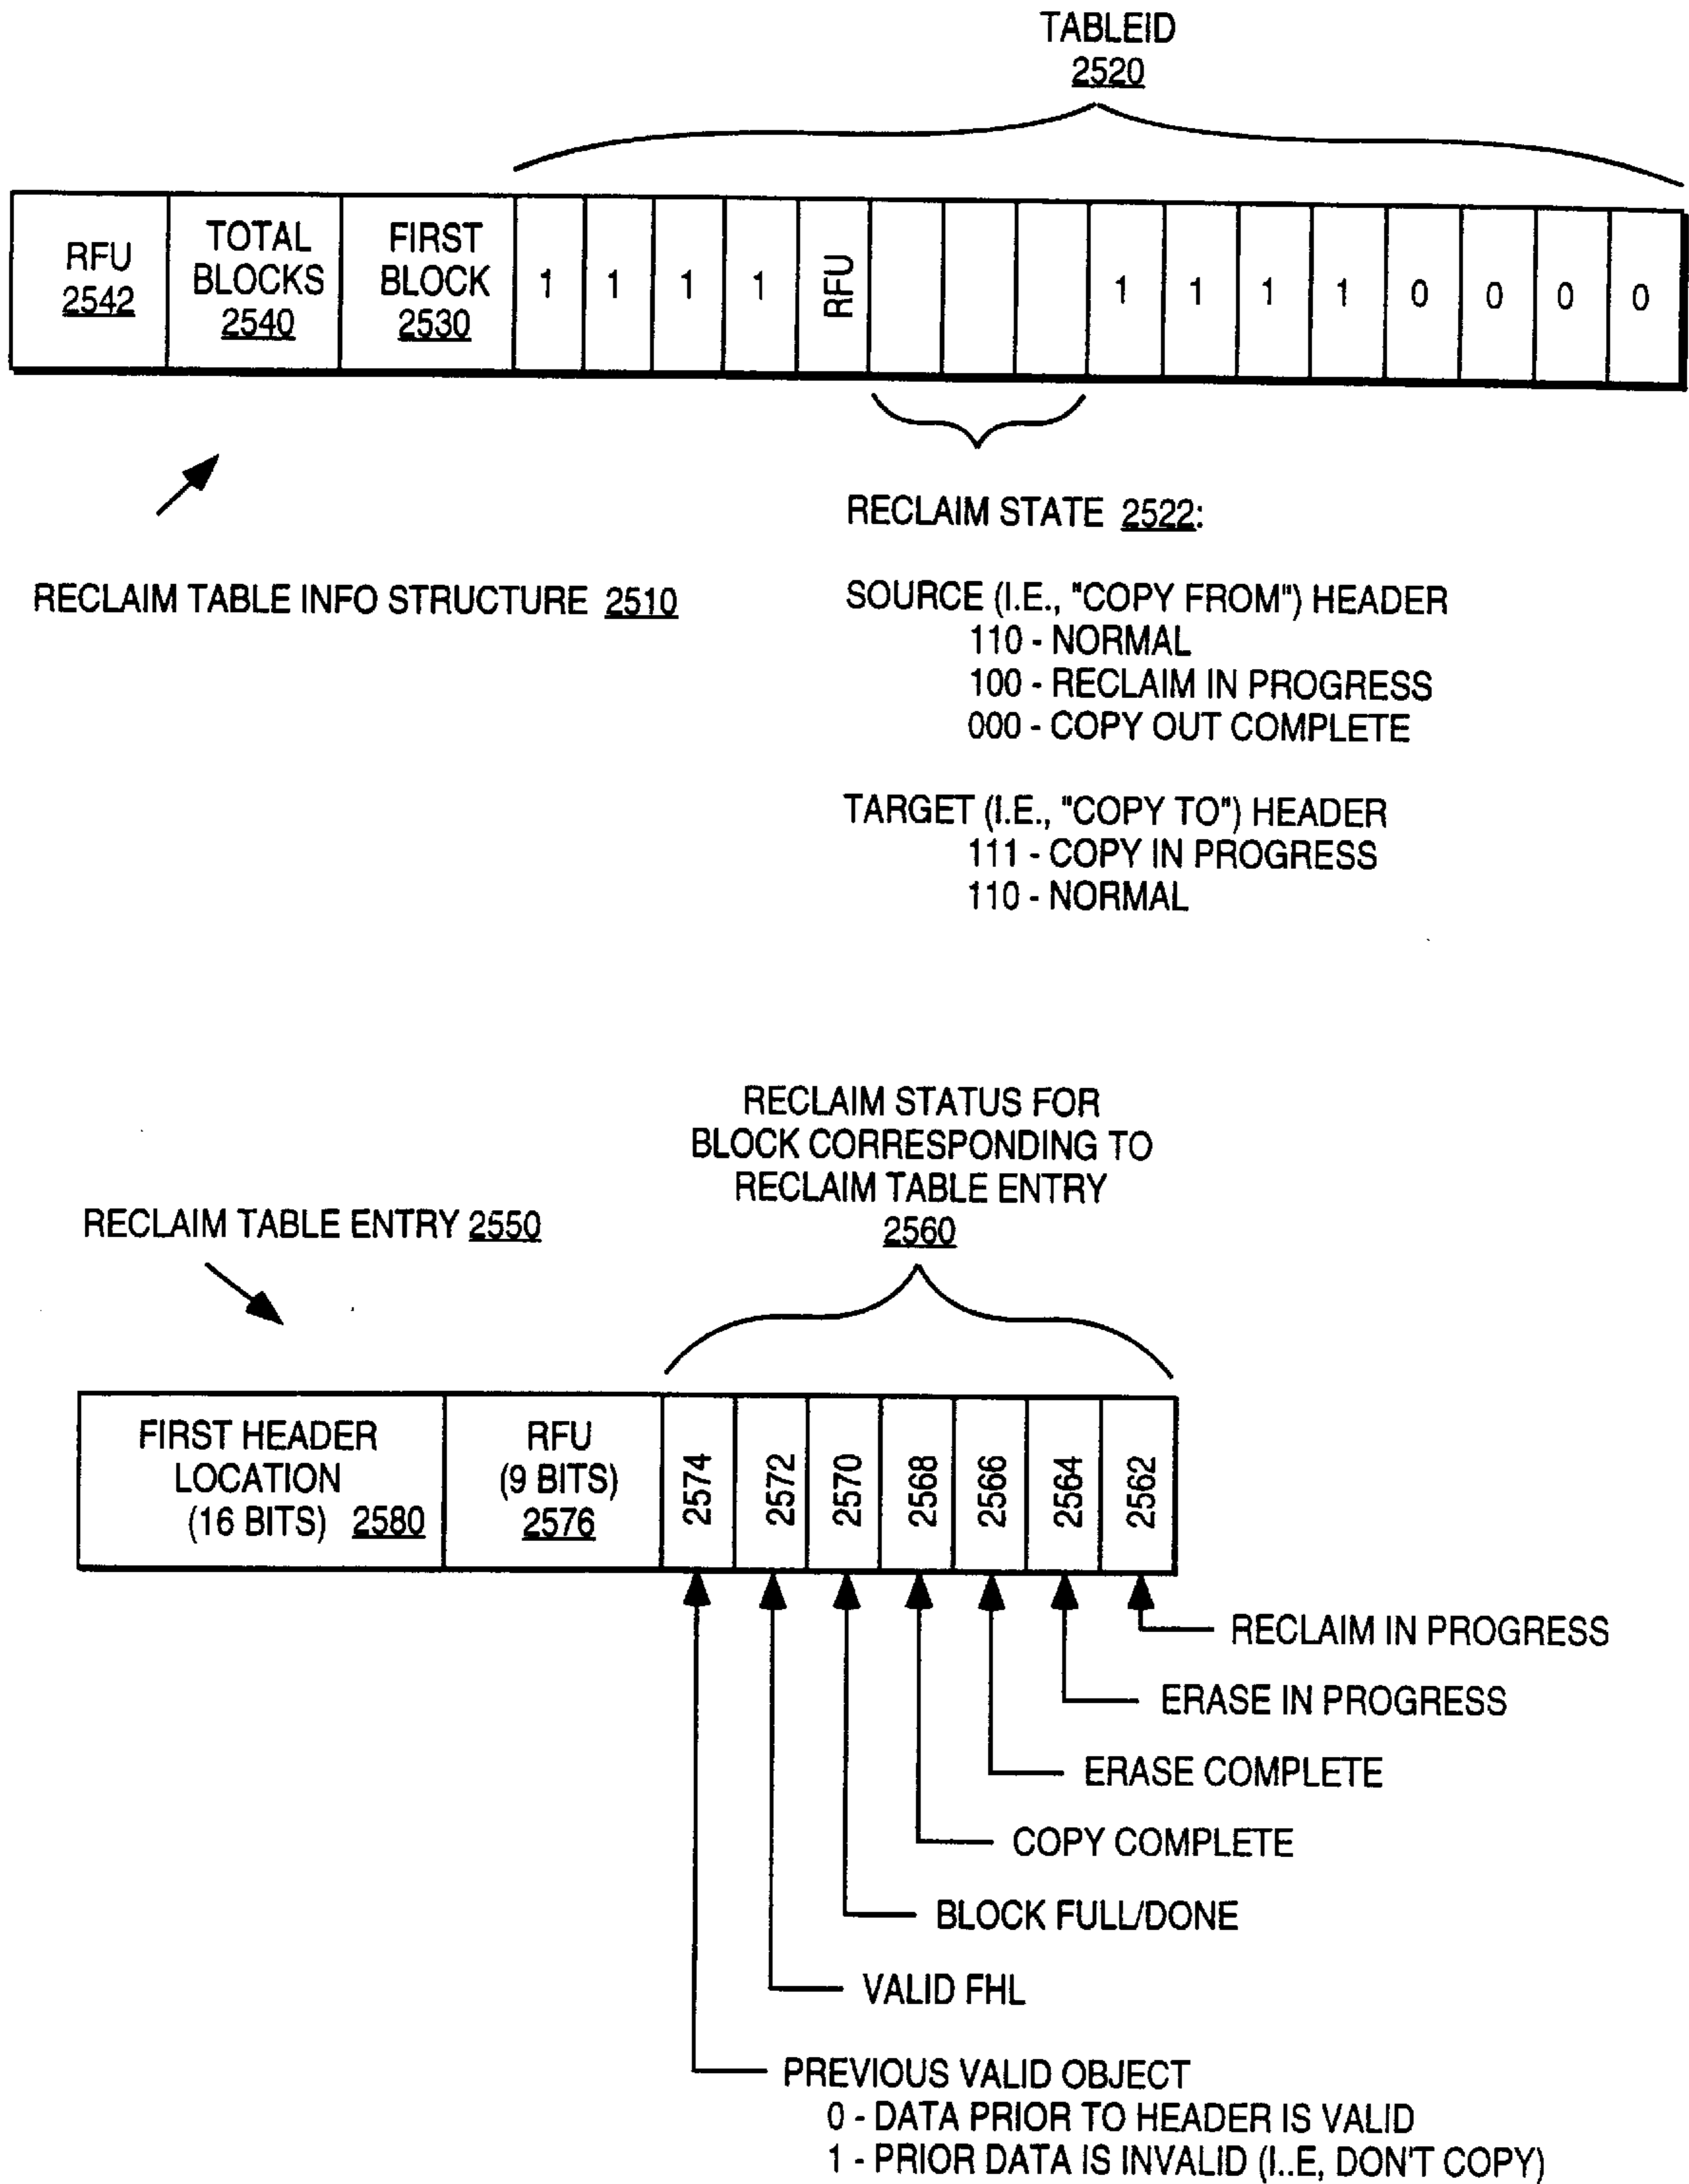 TABLEID
2520
RFU
2542
TOTAL
BLOCKS
2540
FIRST
BLOCK
2530
1 1 1 1 RFU 1 1 1 1 0 0 0 0
RECLAIM TABLE INFO STRUCTURE 2510
RECLAIM STATE 2522:
SOURCE (I.E., "COPY FROM") HEADER
110 - NORMAL
100 - RECLAIM IN PROGRESS
000 - COPY OUT COMPLETE
TARGET (I.E., "COPY TO") HEADER
111 - COPY IN PROGRESS
110 - NORMAL
RECLAIM STATUS FOR
BLOCK CORRESPONDING TO
RECLAIM TABLE ENTRY
2560
RECLAIM TABLE ENTRY 2550
FIRST HEADER
LOCATION
(16 BITS) 2580
RFU
(9 BITS)
2576
2574
2572
2570
2568
2566
2564
2562
RECLAIM IN PROGRESS
ERASE IN PROGRESS
ERASE COMPLETE
COPY COMPLETE
BLOCK FULL/DONE
VALID FHL
PREVIOUS VALID OBJECT
0 - DATA PRIOR TO HEADER IS VALID
1 - PRIOR DATA IS INVALID (I..E, DON'T COPY)